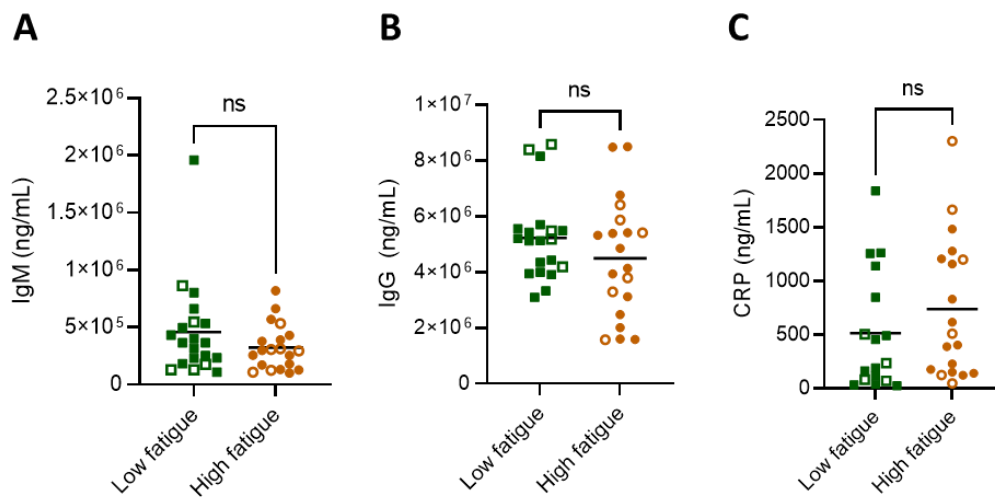 A
B
C
ns
ns
ns
IgM (ng/mL)
2.5×10⁶
2×10⁶
1.5×10⁶
1×10⁶
5×10⁵
0
Low fatigue
High fatigue
IgG (ng/mL)
1×10⁷
8×10⁶
6×10⁶
4×10⁶
2×10⁶
0
Low fatigue
High fatigue
CRP (ng/mL)
2500
2000
1500
1000
500
0
Low fatigue
High fatigue